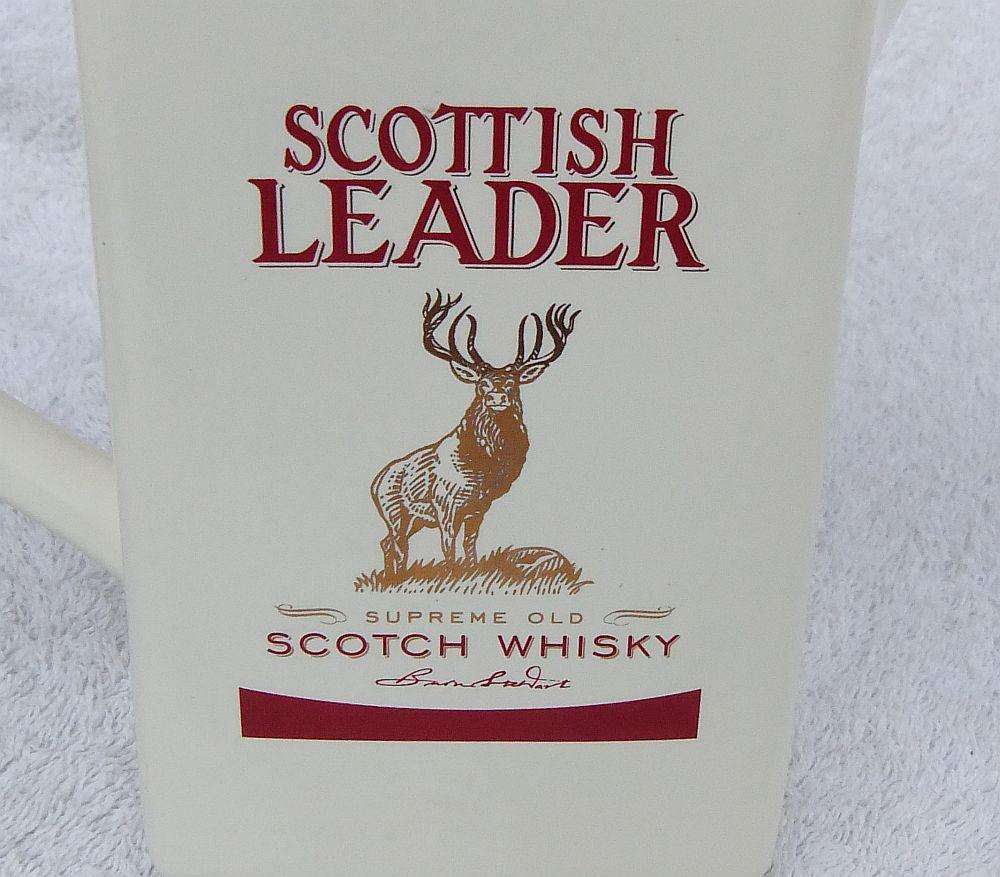 SCOTTISH
LEADER
SUPREME OLD
SCOTCH WHISKY